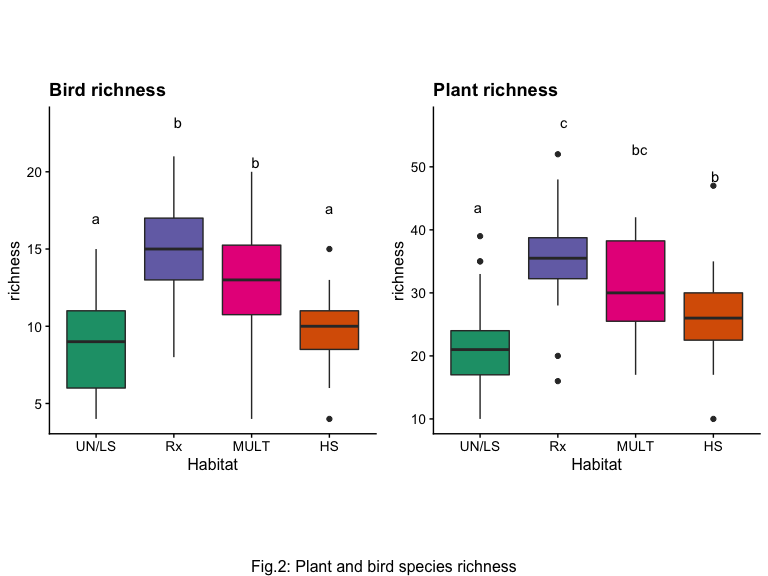 Bird richness
b
b
a
a
20
15
10
5
richness
UN/LS Rx MULT HS
Habitat
Plant richness
c
bc
b
a
50
40
30
20
10
richness
UN/LS Rx MULT HS
Habitat
Fig.2: Plant and bird species richness